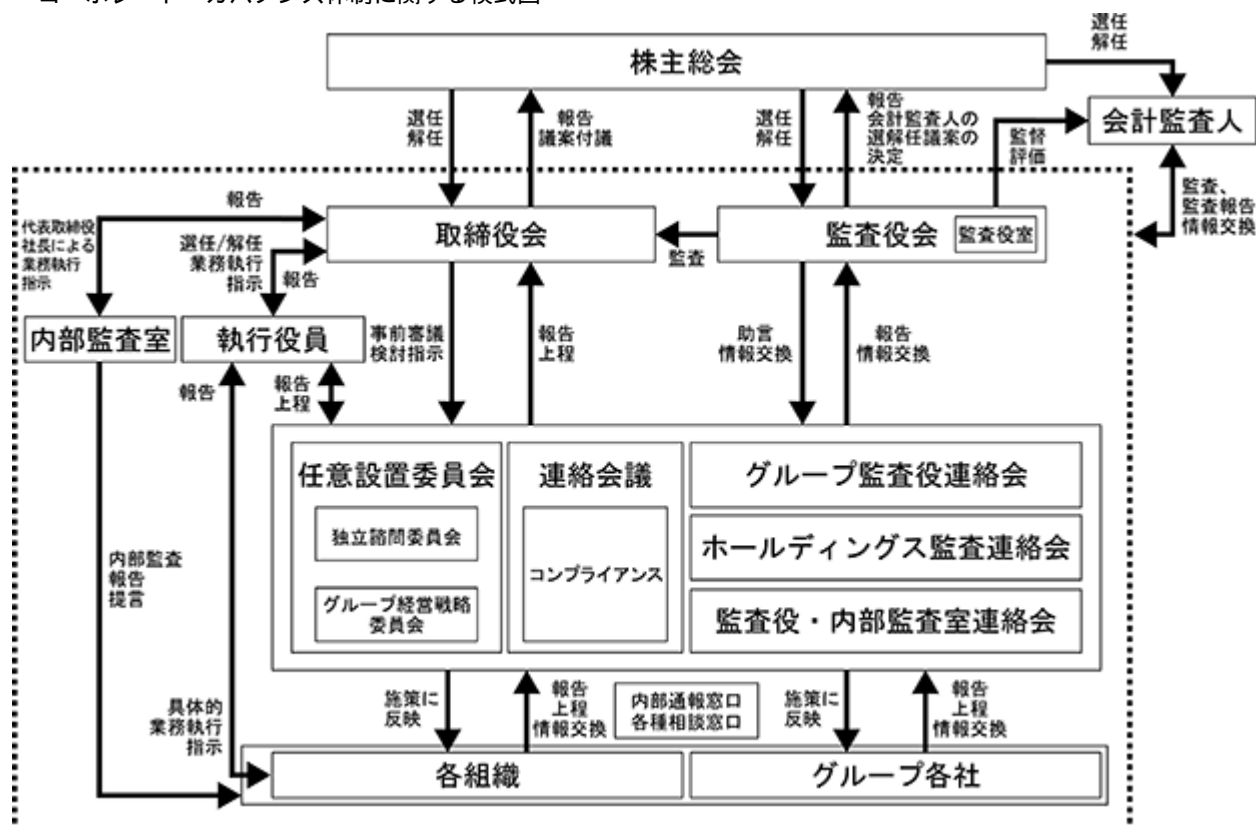 コーポレート・ガバナンス体制に関する模式図
選任
解任
株主総会
会計監査人
選任
解任
報告
議案付議
選任
解任
報告
会計監査人の
選解任議案の
決定
監督
評価
監査、
監査報告
情報交換
報告
代表取締役
社長による
業務執行
指示
取締役会
監査役会
監査役室
監査
選任/解任
業務執行
指示
報告
内部監査室
執行役員
事前審議
検討指示
報告
上程
助言
情報交換
報告
情報交換
報告
報告
上程
任意設置委員会
独立諮問委員会
グループ経営戦略
委員会
連絡会議
コンプライアンス
グループ監査役連絡会
ホールディングス監査連絡会
監査役・内部監査室連絡会
内部監査
報告
提言
具体的
業務執行
指示
施策に
反映
報告
上程
情報交換
内部通報窓口
各種相談窓口
施策に
反映
報告
上程
情報交換
各組織
グループ各社